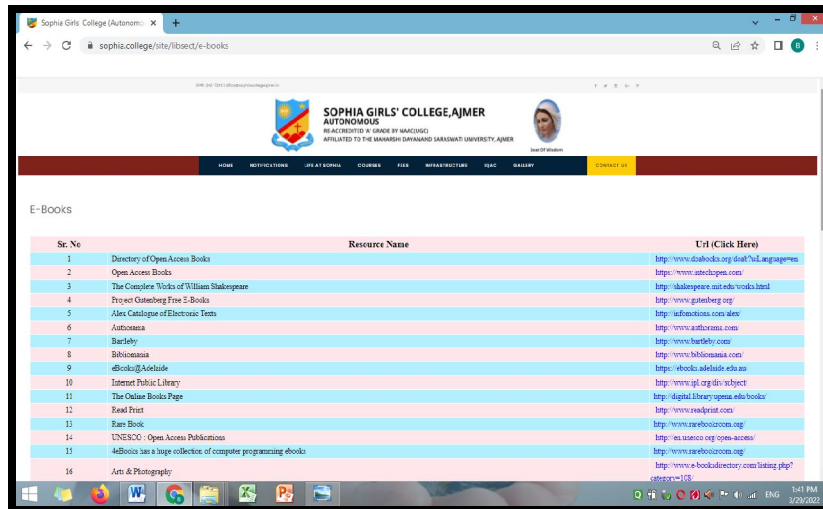 Sophia Girls' College (Autonomo
sophia.college/site/libsect/e-books
B
SOPHIA GIRLS' COLLEGE, AJMER
AUTONOMOUS
RE-ACCREDITED 'A' GRADE BY NAAC(UGC)
AFFILIATED TO THE MAHARSHI DAYANAND SARASWATI UNIVERSITY, AJMER
Seat Of Wisdom
HOME NOTIFICATIONS LIFE AT SOPHIA COURSES FEES INFRASTRUCTURE IQAC GALLERY CONTACT US
E-Books
Sr. No Resource Name Url (Click Here)
1 Directory of Open Access Books http://www.doabooks.org/doab?uiLanguage=en
2 Open Access Books https://www.intechopen.com/
3 The Complete Works of William Shakespeare http://shakespeare.mit.edu/works.html
4 Project Gutenberg Free E-Books http://www.gutenberg.org/
5 Alex Catalogue of Electronic Texts http://infomotions.com/alex/
6 Authorama http://www.authorama.com/
7 Bartleby http://www.bartleby.com/
8 Bibliomania http://www.bibliomania.com/
9 eBooks@Adelaide https://ebooks.adelaide.edu.au/
10 Internet Public Library http://www.ipl.org/div/subject/
11 The Online Books Page http://digital.library.upenn.edu/books/
12 Read Print http://www.readprint.com/
13 Rare Book http://www.rarebookroom.org/
14 UNESCO : Open Access Publications http://en.unesco.org/open-access/
15 4eBooks has a huge collection of computer programming ebooks http://www.rarebookroom.org/
16 Arts & Photography http://www.e-booksdirectory.com/listing.php?
category=108/
ENG 1:41 PM
3/29/2022